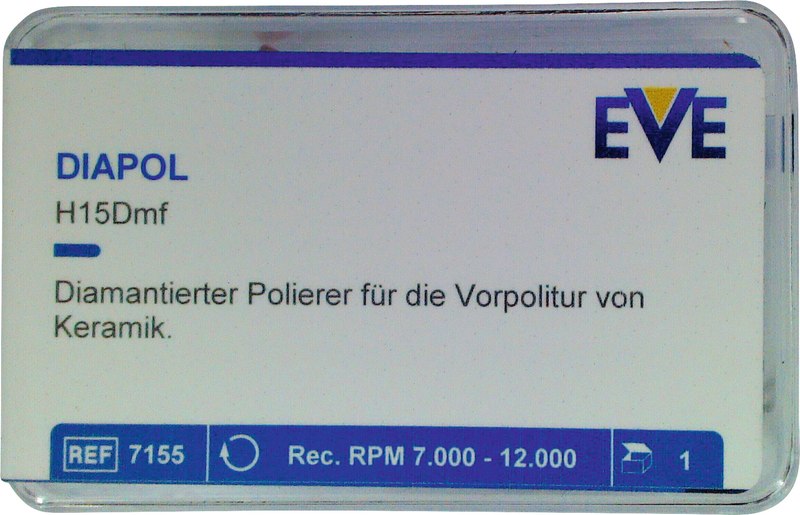 EVE
DIAPOL
H15Dmf
Diamantierter Polierer für die Vorpolitur von
Keramik.
REF 7155 Rec. RPM 7.000 - 12.000 1